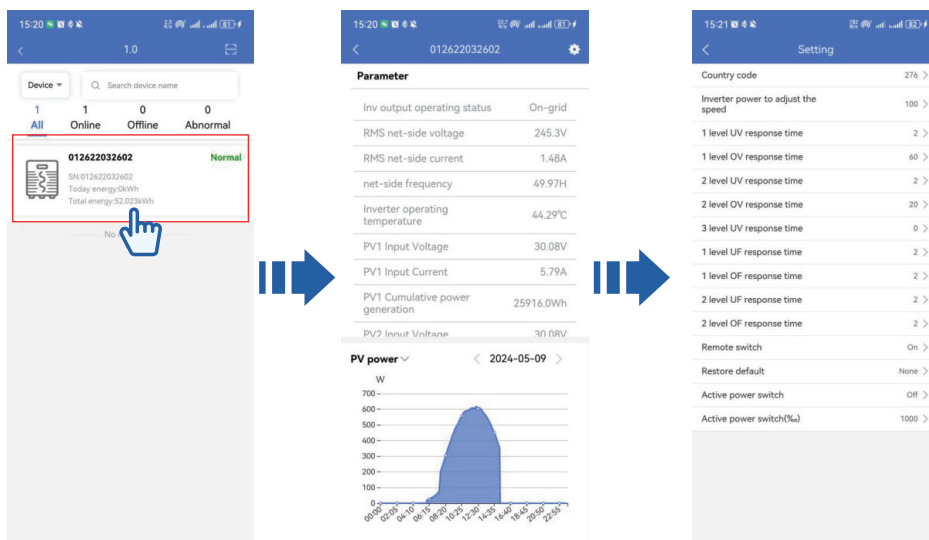 15:20
81
1.0
Device
Search device name
1 1 0 0
All Online Offline Abnormal
012622032602 Normal
SN:012622032602
Today energy:0kWh
Total energy:52.023kWh
No
15:20
81
012622032602
Parameter
Inv output operating status On-grid
RMS net-side voltage 245.3V
RMS net-side current 1.48A
net-side frequency 49.97H
Inverter operating
temperature 44.29℃
PV1 Input Voltage 30.08V
PV1 Input Current 5.79A
PV1 Cumulative power
generation 25916.0Wh
PV2 Input Voltage 30.08V
PV power 2024-05-09
W
700
600
500
400
300
200
100
0
00:00 02:05 04:10 06:15 08:20 10:25 12:30 14:35 16:40 18:45 20:50 22:55
15:21
82
Setting
Country code 276
Inverter power to adjust the
speed 100
1 level UV response time 2
1 level OV response time 60
2 level UV response time 2
2 level OV response time 20
3 level UV response time 0
1 level UF response time 2
1 level OF response time 2
2 level UF response time 2
2 level OF response time 2
Remote switch On
Restore default None
Active power switch Off
Active power switch(‰) 1000